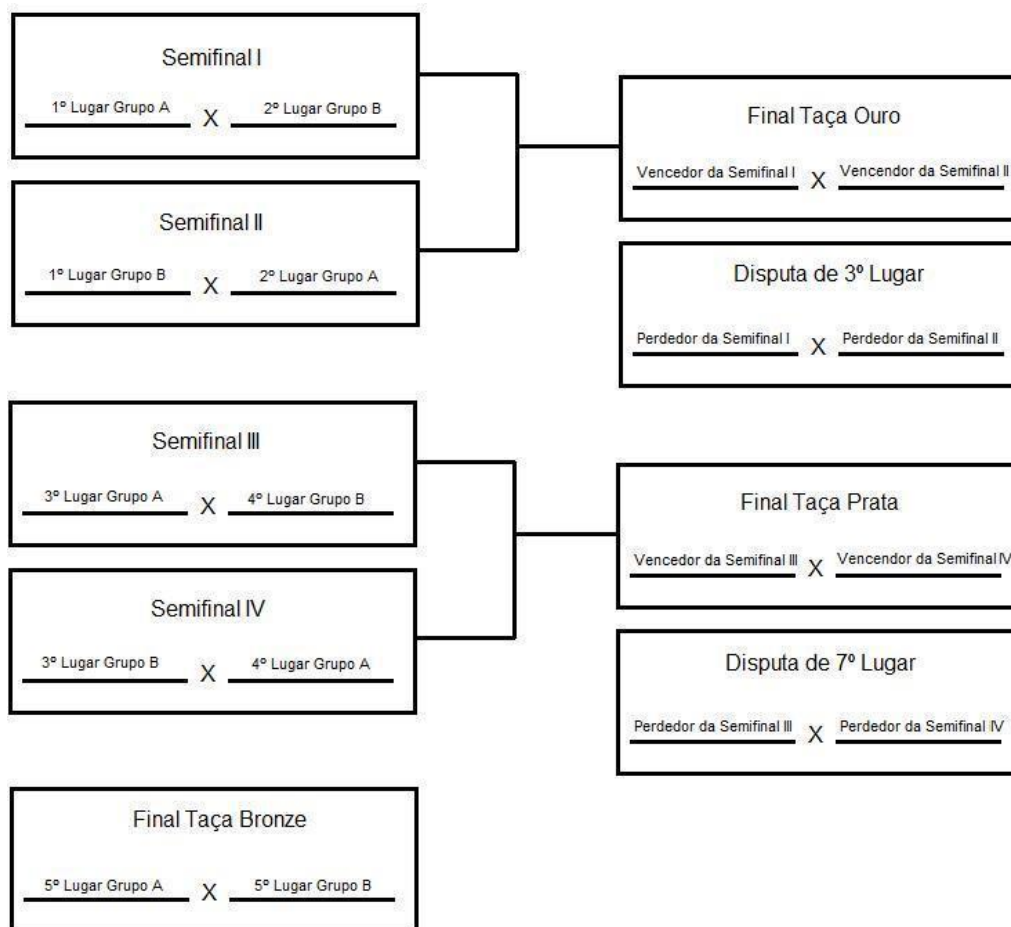 Semifinal I
1º Lugar Grupo A X 2º Lugar Grupo B
Semifinal II
1º Lugar Grupo B X 2º Lugar Grupo A
Final Taça Ouro
Vencedor da Semifinal I X Vencendor da Semifinal II
Disputa de 3º Lugar
Perdedor da Semifinal I X Perdedor da Semifinal II
Semifinal III
3º Lugar Grupo A X 4º Lugar Grupo B
Semifinal IV
3º Lugar Grupo B X 4º Lugar Grupo A
Final Taça Prata
Vencedor da Semifinal III X Vencendor da Semifinal IV
Disputa de 7º Lugar
Perdedor da Semifinal III X Perdedor da Semifinal IV
Final Taça Bronze
5º Lugar Grupo A X 5º Lugar Grupo B